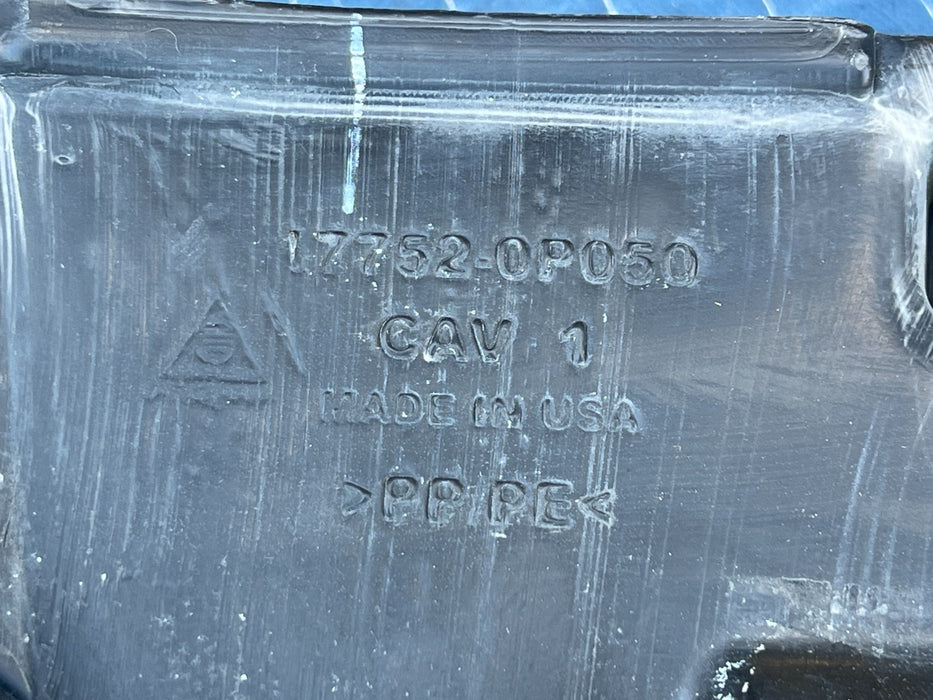 17752-0P050
CAV 1
MADE IN USA
>PP/PE<